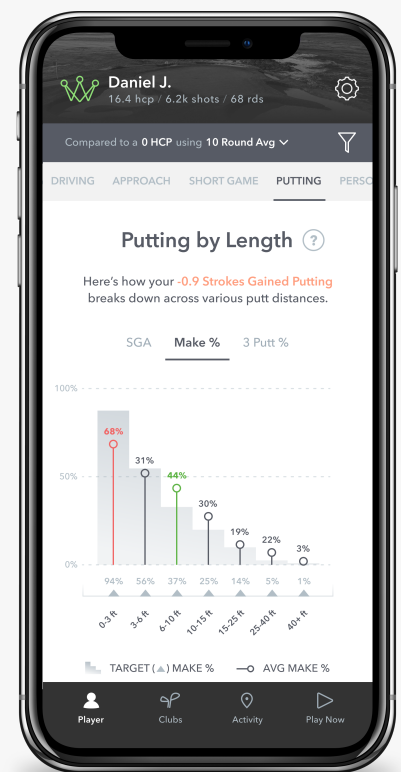 Daniel J.
16.4 hcp / 6.2k shots / 68 rds
Compared to a 0 HCP using 10 Round Avg
DRIVING APPROACH SHORT GAME PUTTING PERSO
Putting by Length ?
Here's how your -0.9 Strokes Gained Putting
breaks down across various putt distances.
SGA Make % 3 Putt %
100%
68%
31%
50%
44%
30%
19%
22%
3%
0%
94% 56% 37% 25% 14% 5% 1%
0-3 ft 3-6 ft 6-10 ft 10-15 ft 15-25 ft 25-40 ft 40+ ft
TARGET (▲) MAKE % AVG MAKE %
Player Clubs Activity Play Now